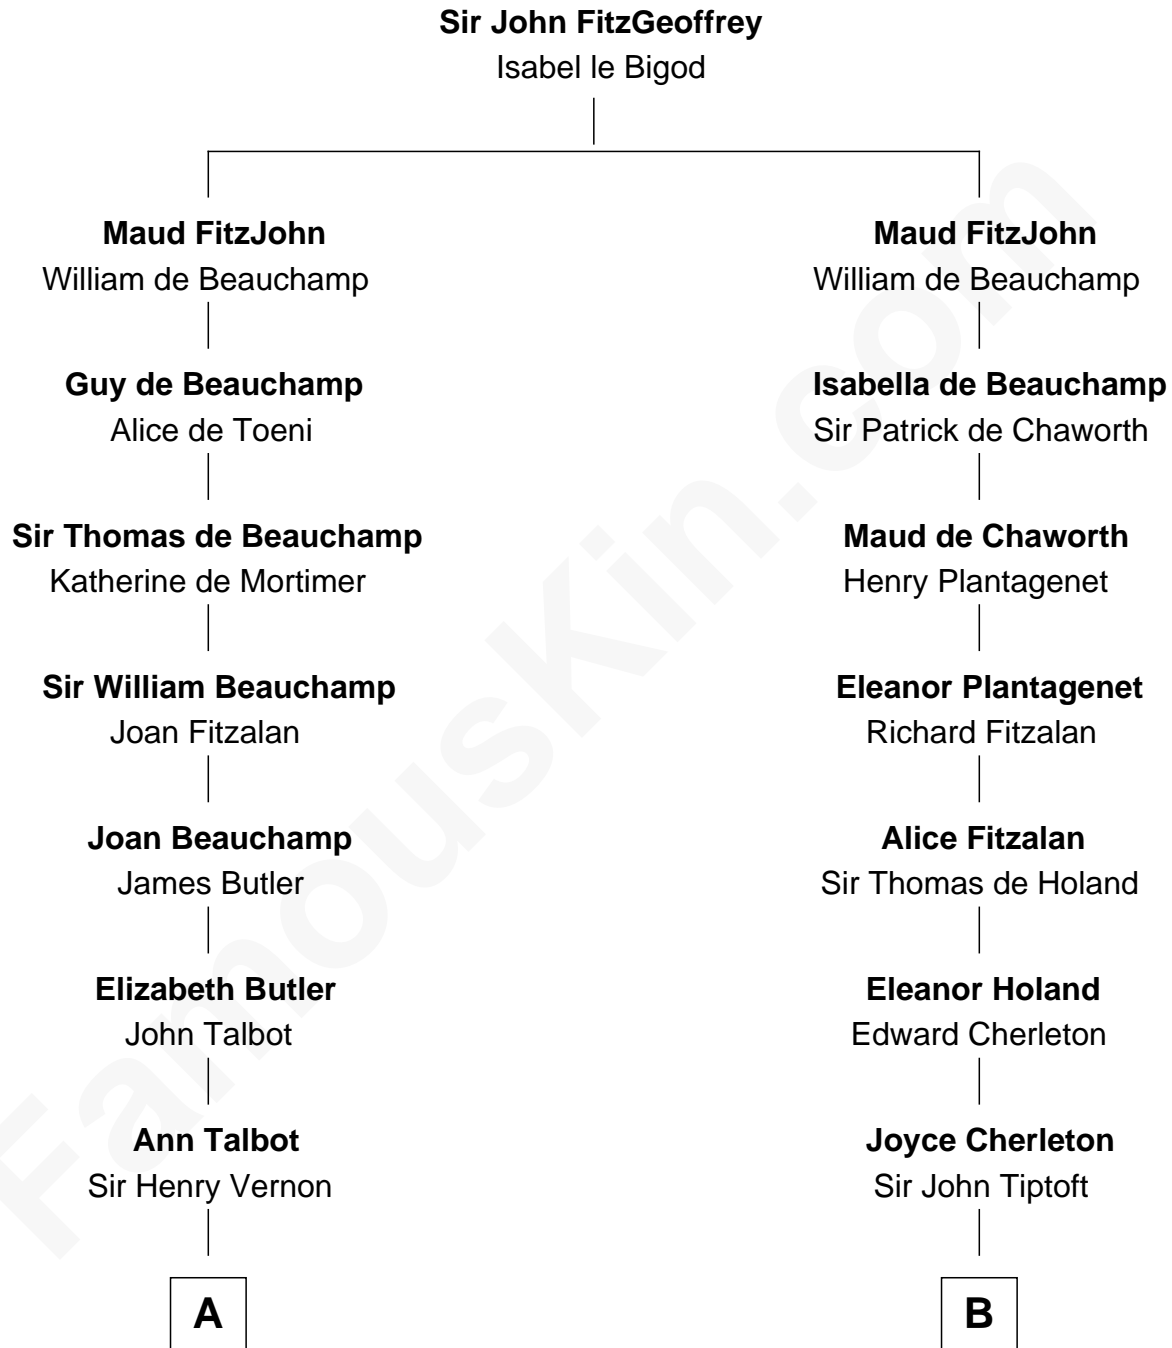 Sir John FitzGeoffrey
Isabel le Bigod
Maud FitzJohn
William de Beauchamp
Maud FitzJohn
William de Beauchamp
Guy de Beauchamp
Alice de Toeni
Isabella de Beauchamp
Sir Patrick de Chaworth
Sir Thomas de Beauchamp
Katherine de Mortimer
Maud de Chaworth
Henry Plantagenet
Sir William Beauchamp
Joan Fitzalan
Eleanor Plantagenet
Richard Fitzalan
Joan Beauchamp
James Butler
Alice Fitzalan
Sir Thomas de Holand
Elizabeth Butler
John Talbot
Eleanor Holand
Edward Cherleton
Ann Talbot
Sir Henry Vernon
Joyce Cherleton
Sir John Tiptoft
A
B
FamousKin.com